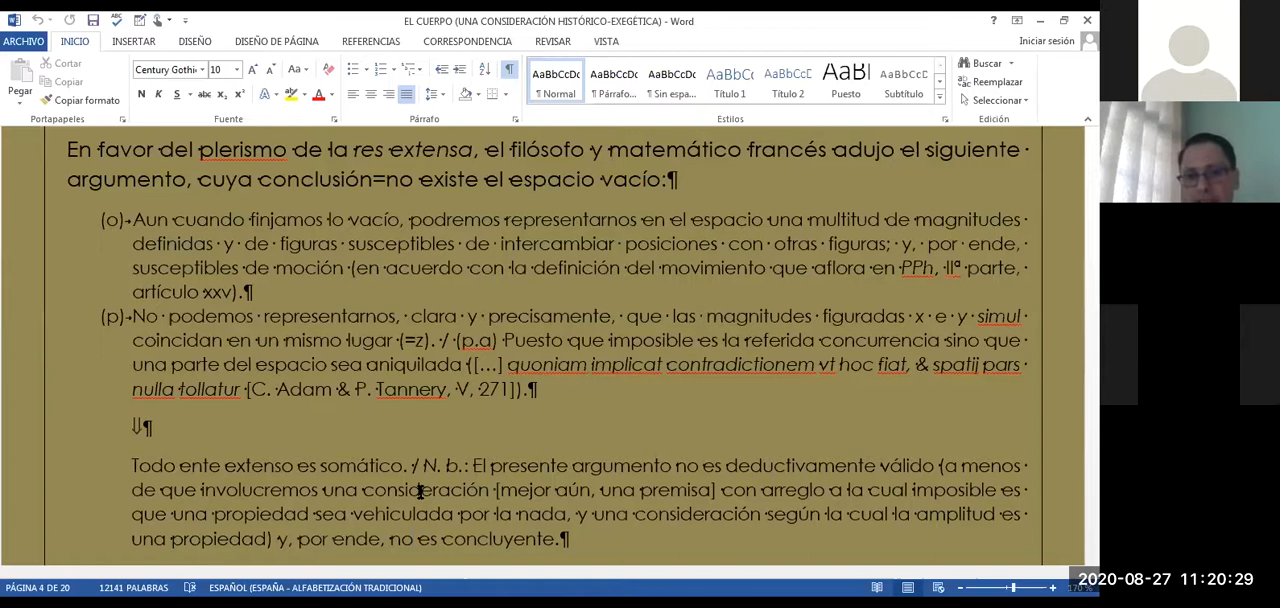 EL CUERPO (UNA CONSIDERACIÓN HISTÓRICO-EXEGÉTICA) - Word
ARCHIVO INICIO INSERTAR DISEÑO DISEÑO DE PÁGINA REFERENCIAS CORRESPONDENCIA REVISAR VISTA Iniciar sesión
Pegar Cortar Copiar Copiar formato
Century Gothi 10
N K S abc x₂ x² A aby A
AaBbCcDc AaBbCcDc AaBbCcDc AaBbCcD AaBbCcD AaBl AaBbCcD
¶ Normal ¶ Párrafo... ¶ Sin espa... Título 1 Título 2 Puesto Subtítulo
Buscar Reemplazar Seleccionar
Portapapeles Fuente Párrafo Estilos Edición
En favor del plerismo de la res extensa, el filósofo y matemático francés adujo el siguiente
argumento, cuya conclusión=no existe el espacio vacío:¶
(o) Aun cuando finjamos lo vacío, podremos representarnos en el espacio una multitud de magnitudes
definidas y de figuras susceptibles de intercambiar posiciones con otras figuras; y, por ende,
susceptibles de moción (en acuerdo con la definición del movimiento que aflora en PPh, IIª parte,
artículo xxv).¶
(p) No podemos representarnos, clara y precisamente, que las magnitudes figuradas x e y simul
coincidan en un mismo lugar (=z). / (p.a) Puesto que imposible es la referida concurrencia sino que
una parte del espacio sea aniquilada ([...] quoniam implicat contradictionem vt hoc fiat, & spatij pars
nulla tollatur [C. Adam & P. Tannery, V, 271]).¶
⇓¶
Todo ente extenso es somático. / N. b.: El presente argumento no es deductivamente válido (a menos
de que involucremos una consideración [mejor aún, una premisa] con arreglo a la cual imposible es
que una propiedad sea vehiculada por la nada, y una consideración según la cual la amplitud es
una propiedad) y, por ende, no es concluyente.¶
PÁGINA 4 DE 20 12141 PALABRAS ESPAÑOL (ESPAÑA - ALFABETIZACIÓN TRADICIONAL) 170 %
2020-08-27 11:20:29